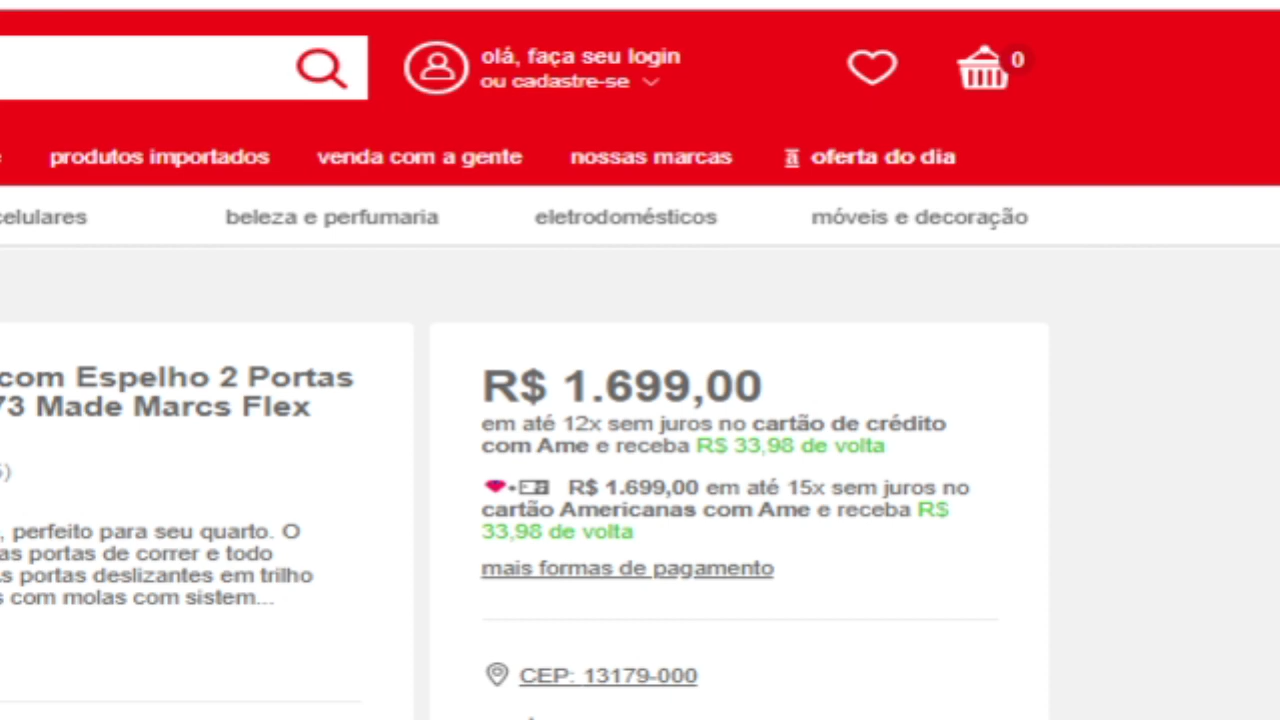 olá, faça seu login
ou cadastre-se
0
produtos importados venda com a gente nossas marcas oferta do dia
celulares beleza e perfumaria eletrodomésticos móveis e decoração
com Espelho 2 Portas
73 Made Marcs Flex
R$ 1.699,00
em até 12x sem juros no cartão de crédito
com Ame e receba R$ 33,98 de volta
R$ 1.699,00 em até 15x sem juros no
cartão Americanas com Ame e receba R$
33,98 de volta
mais formas de pagamento
, perfeito para seu quarto. O
as portas de correr e todo
s portas deslizantes em trilho
s com molas com sistem...
CEP: 13179-000